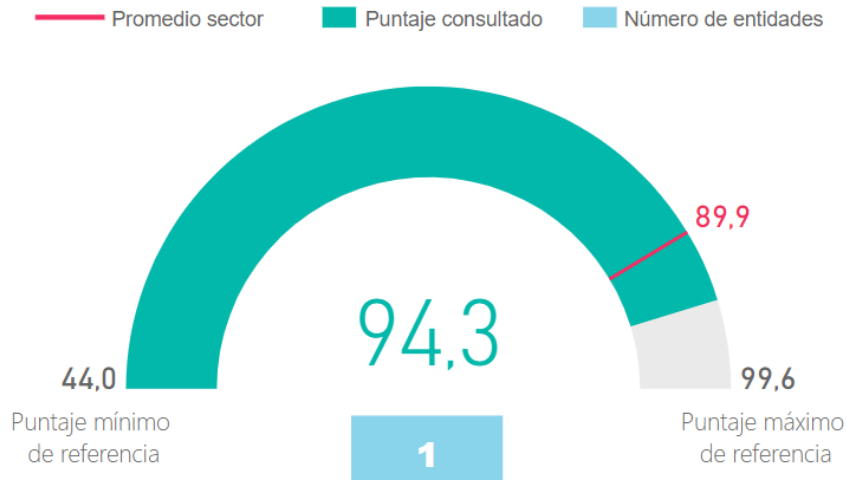 Promedio sector
Puntaje consultado
Número de entidades
89,9
94,3
44,0
99,6
Puntaje mínimo
de referencia
Puntaje máximo
de referencia
1